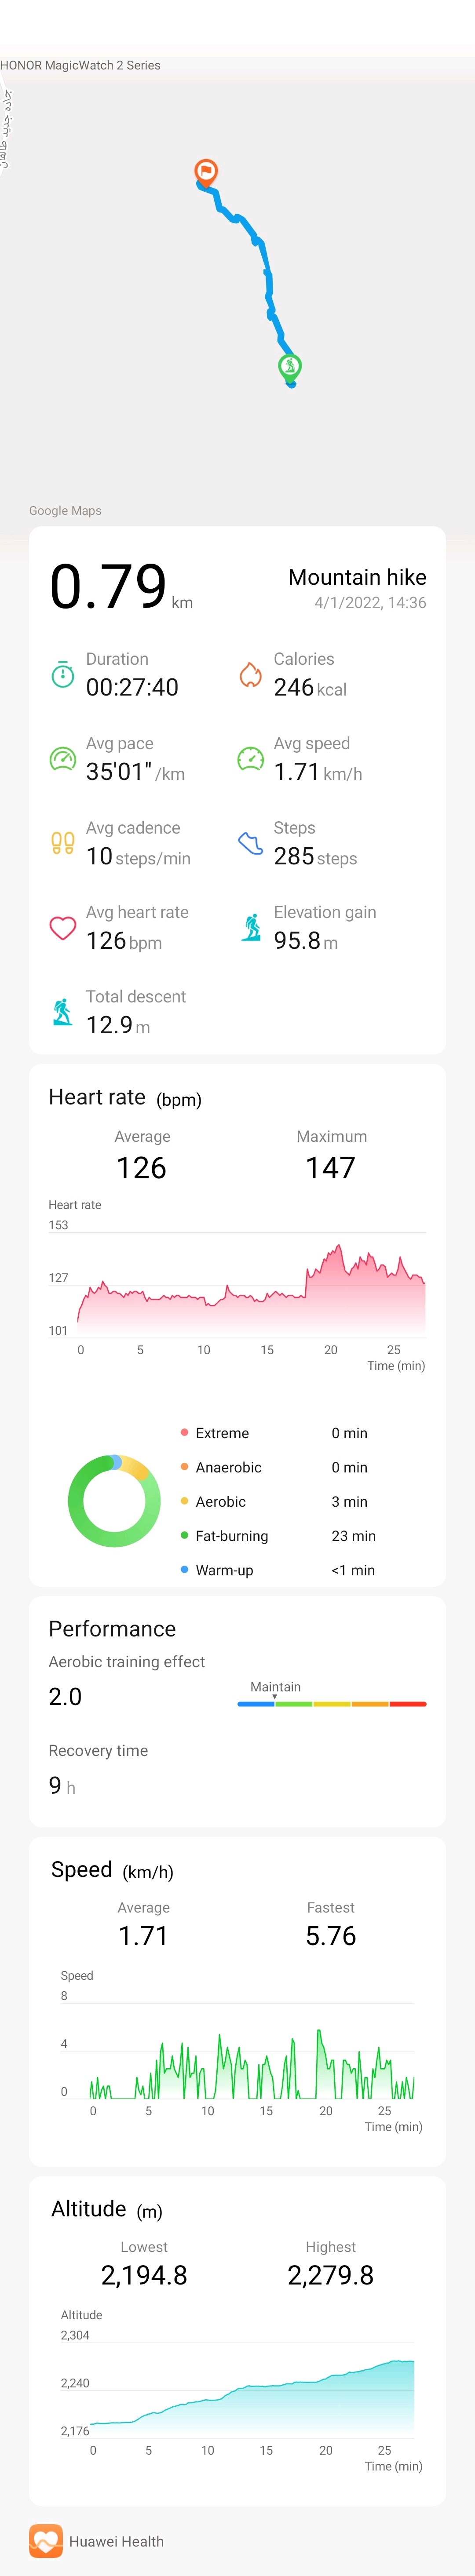 HONOR MagicWatch 2 Series
جاده جدید طالقان
Google Maps
0.79 km
Mountain hike
4/1/2022, 14:36
Duration
00:27:40
Calories
246 kcal
Avg pace
35'01" /km
Avg speed
1.71 km/h
Avg cadence
10 steps/min
Steps
285 steps
Avg heart rate
126 bpm
Elevation gain
95.8 m
Total descent
12.9 m
Heart rate (bpm)
Average
Maximum
126
147
Heart rate
153
127
101
0 5 10 15 20 25
Time (min)
Extreme 0 min
Anaerobic 0 min
Aerobic 3 min
Fat-burning 23 min
Warm-up <1 min
Performance
Aerobic training effect
2.0
Maintain
Recovery time
9 h
Speed (km/h)
Average
Fastest
1.71
5.76
Speed
8
4
0
0 5 10 15 20 25
Time (min)
Altitude (m)
Lowest
Highest
2,194.8
2,279.8
Altitude
2,304
2,240
2,176
0 5 10 15 20 25
Time (min)
Huawei Health